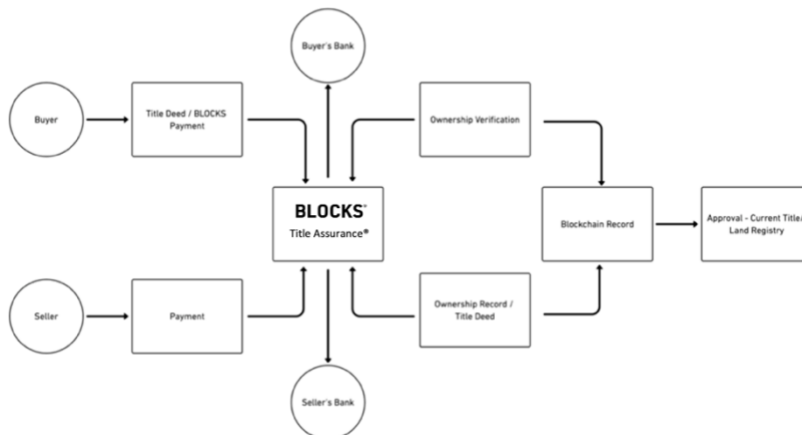 Buyer's Bank
Buyer
Title Deed / BLOCKS
Payment
Ownership Verification
BLOCKS®
Title Assurance®
Blockchain Record
Approval - Current Title
Land Registry
Seller
Payment
Ownership Record /
Title Deed
Seller's Bank